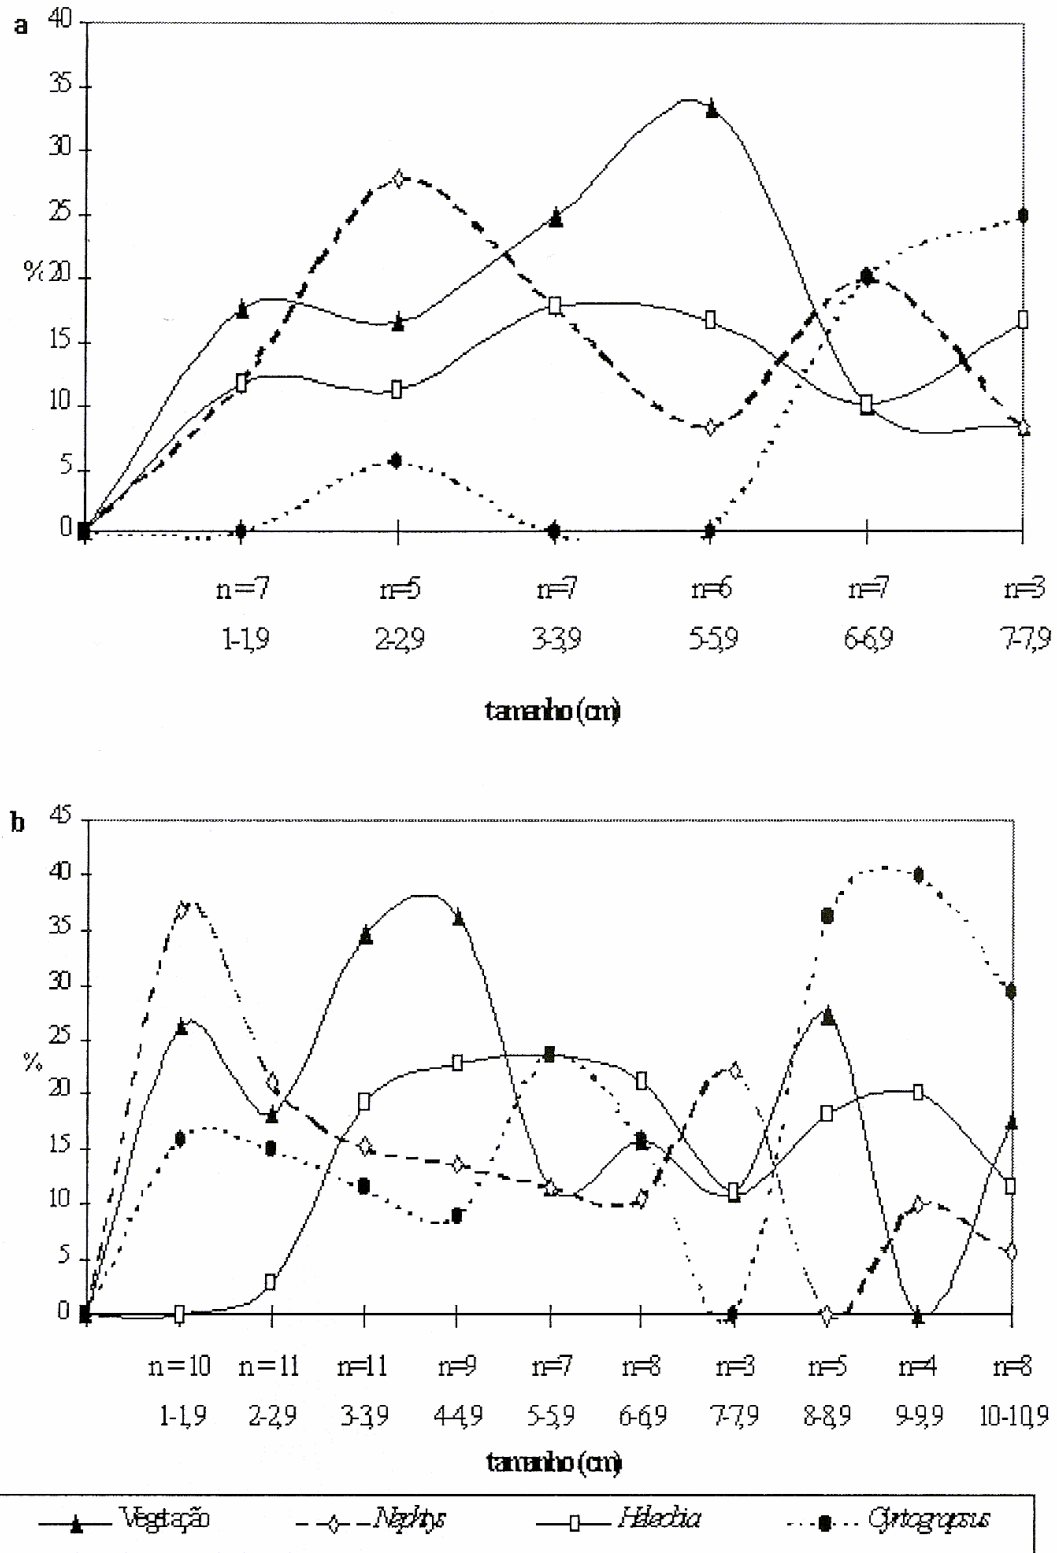 a
40
35
30
25
%20
15
10
5
0
n=7 n=5 n=7 n=6 n=7 n=3
1-1,9 2-2,9 3-3,9 5-5,9 6-6,9 7-7,9
tamanho (cm)
b
45
40
35
30
25
%
20
15
10
5
0
n=10 n=11 n=11 n=9 n=7 n=8 n=3 n=5 n=4 n=8
1-1,9 2-2,9 3-3,9 4-4,9 5-5,9 6-6,9 7-7,9 8-8,9 9-9,9 10-10,9
tamanho (cm)
Vegetação Nephtys Heleobia Cyrtograpsus